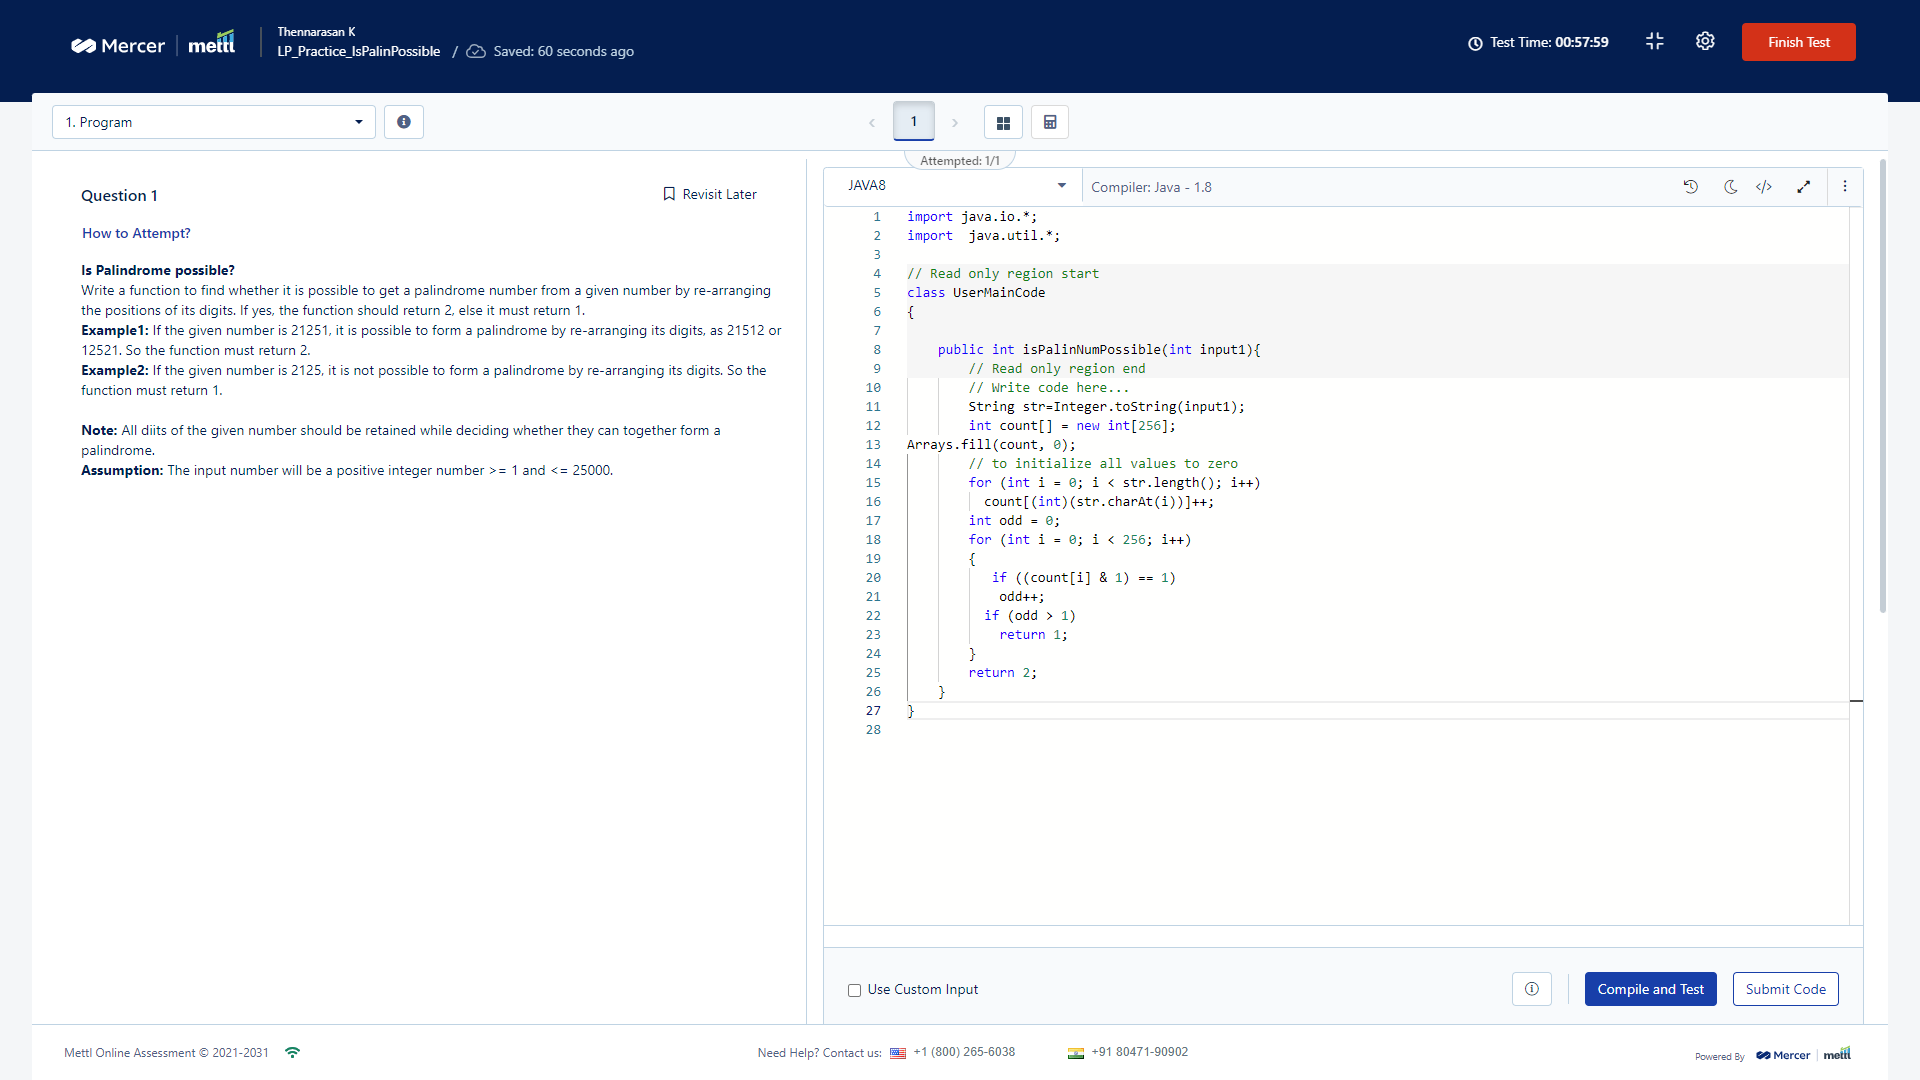 Mercer mettl
Thennarasan K
LP_Practice_IsPalinPossible / Saved: 60 seconds ago
Test Time: 00:57:59
Finish Test
1. Program
1
Attempted: 1/1
Question 1
Revisit Later
How to Attempt?
Is Palindrome possible?
Write a function to find whether it is possible to get a palindrome number from a given number by re-arranging
the positions of its digits. If yes, the function should return 2, else it must return 1.
Example1: If the given number is 21251, it is possible to form a palindrome by re-arranging its digits, as 21512 or
12521. So the function must return 2.
Example2: If the given number is 2125, it is not possible to form a palindrome by re-arranging its digits. So the
function must return 1.
Note: All diits of the given number should be retained while deciding whether they can together form a
palindrome.
Assumption: The input number will be a positive integer number >= 1 and <= 25000.
JAVA8
Compiler: Java - 1.8
1 import java.io.*;
2 import  java.util.*;
3
4 // Read only region start
5 class UserMainCode
6 {
7
8     public int isPalinNumPossible(int input1){
9         // Read only region end
10         // Write code here...
11         String str=Integer.toString(input1);
12         int count[] = new int[256];
13 Arrays.fill(count, 0);
14         // to initialize all values to zero
15         for (int i = 0; i < str.length(); i++)
16           count[(int)(str.charAt(i))]++;
17         int odd = 0;
18         for (int i = 0; i < 256; i++)
19         {
20            if ((count[i] & 1) == 1)
21             odd++;
22           if (odd > 1)
23             return 1;
24         }
25         return 2;
26     }
27 }
28
Use Custom Input
Compile and Test
Submit Code
Mettl Online Assessment © 2021-2031
Need Help? Contact us: +1 (800) 265-6038
+91 80471-90902
Powered By Mercer mettl